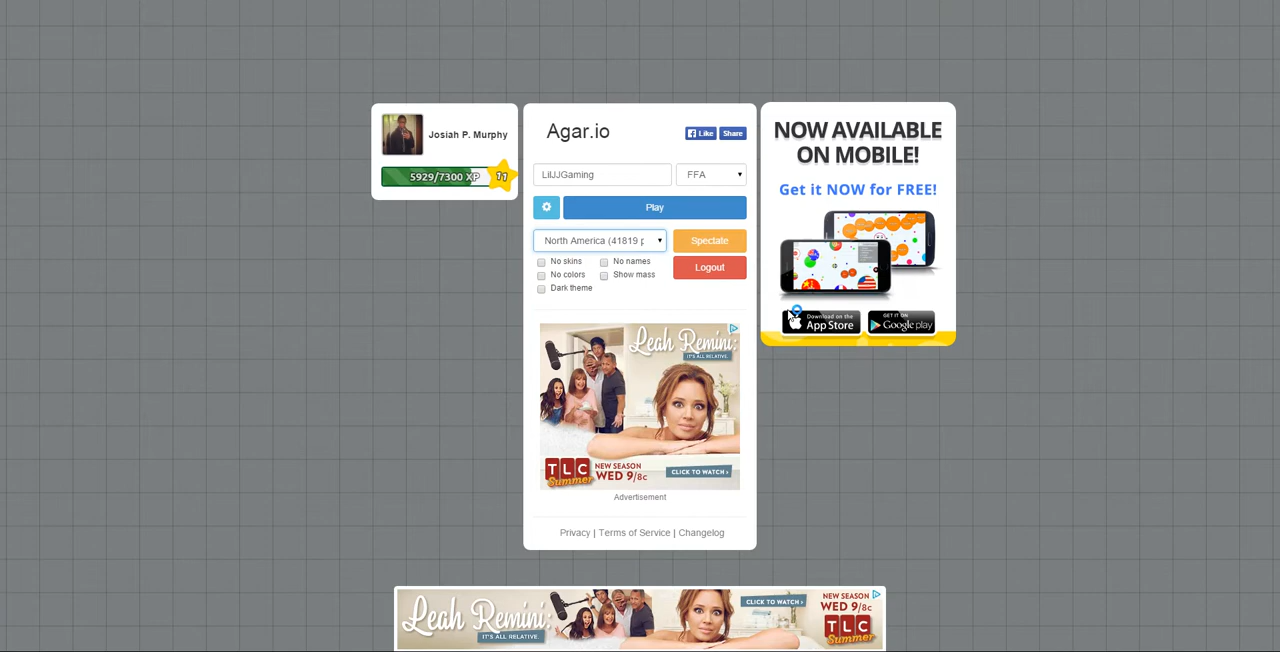 Josiah P. Murphy
5929/7300 XP
11
Agar.io
Like
Share
LilJJGaming
FFA
Play
North America (41819 p
Spectate
No skins
No names
No colors
Show mass
Dark theme
Logout
Leah Remini:
IT'S ALL RELATIVE.
TLC
Summer
NEW SEASON
WED 9/8c
CLICK TO WATCH ›
Advertisement
Privacy | Terms of Service | Changelog
NOW AVAILABLE
ON MOBILE!
Get it NOW for FREE!
Download on the
App Store
GET IT ON
Google play
Leah Remini:
IT'S ALL RELATIVE.
CLICK TO WATCH ›
NEW SEASON
WED 9/8c
TLC
Summer